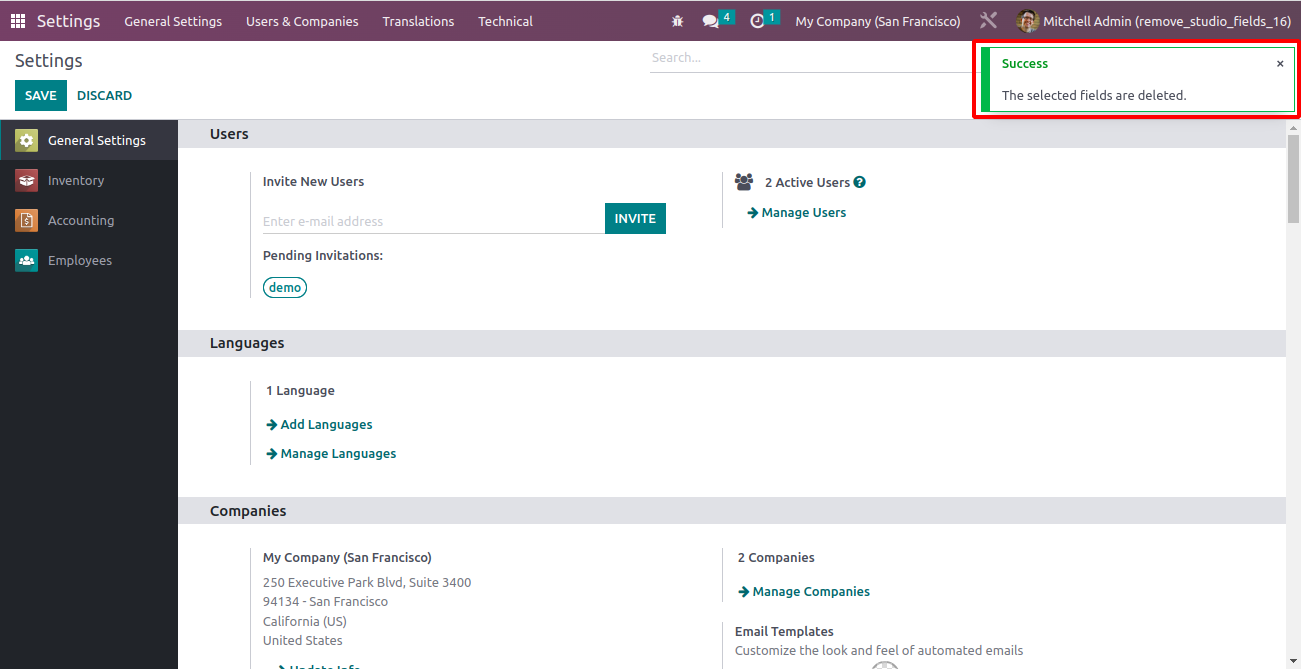 Settings General Settings Users & Companies Translations Technical 4 1 My Company (San Francisco) Mitchell Admin (remove_studio_fields_16)
Settings
Search...
SAVE DISCARD
Success ×
The selected fields are deleted.
General Settings
Inventory
Accounting
Employees
Users
Invite New Users
Enter e-mail address INVITE
Pending Invitations:
demo
2 Active Users ?
Manage Users
Languages
1 Language
Add Languages
Manage Languages
Companies
My Company (San Francisco)
250 Executive Park Blvd, Suite 3400
94134 - San Francisco
California (US)
United States
Update Info
2 Companies
Manage Companies
Email Templates
Customize the look and feel of automated emails